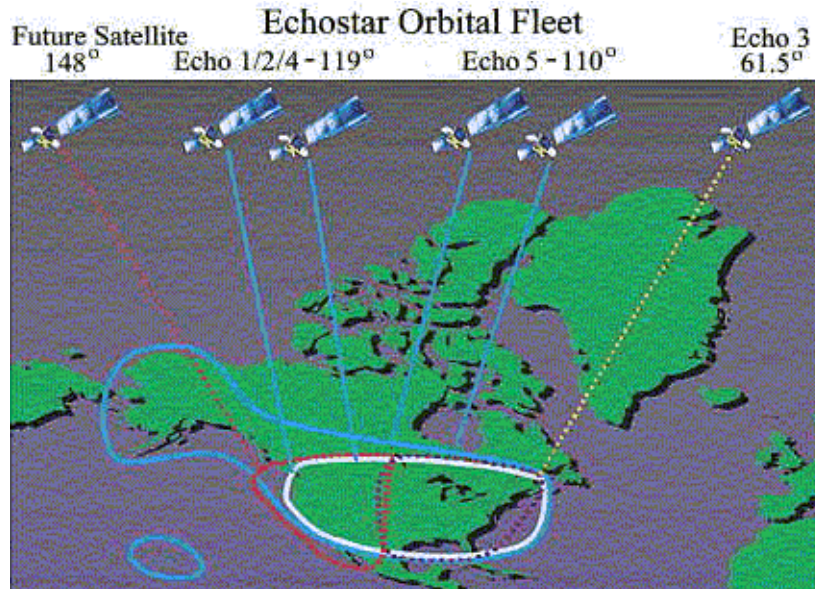 Echostar Orbital Fleet
Future Satellite
148°
Echo 1/2/4 - 119°
Echo 5 - 110°
Echo 3
61.5°